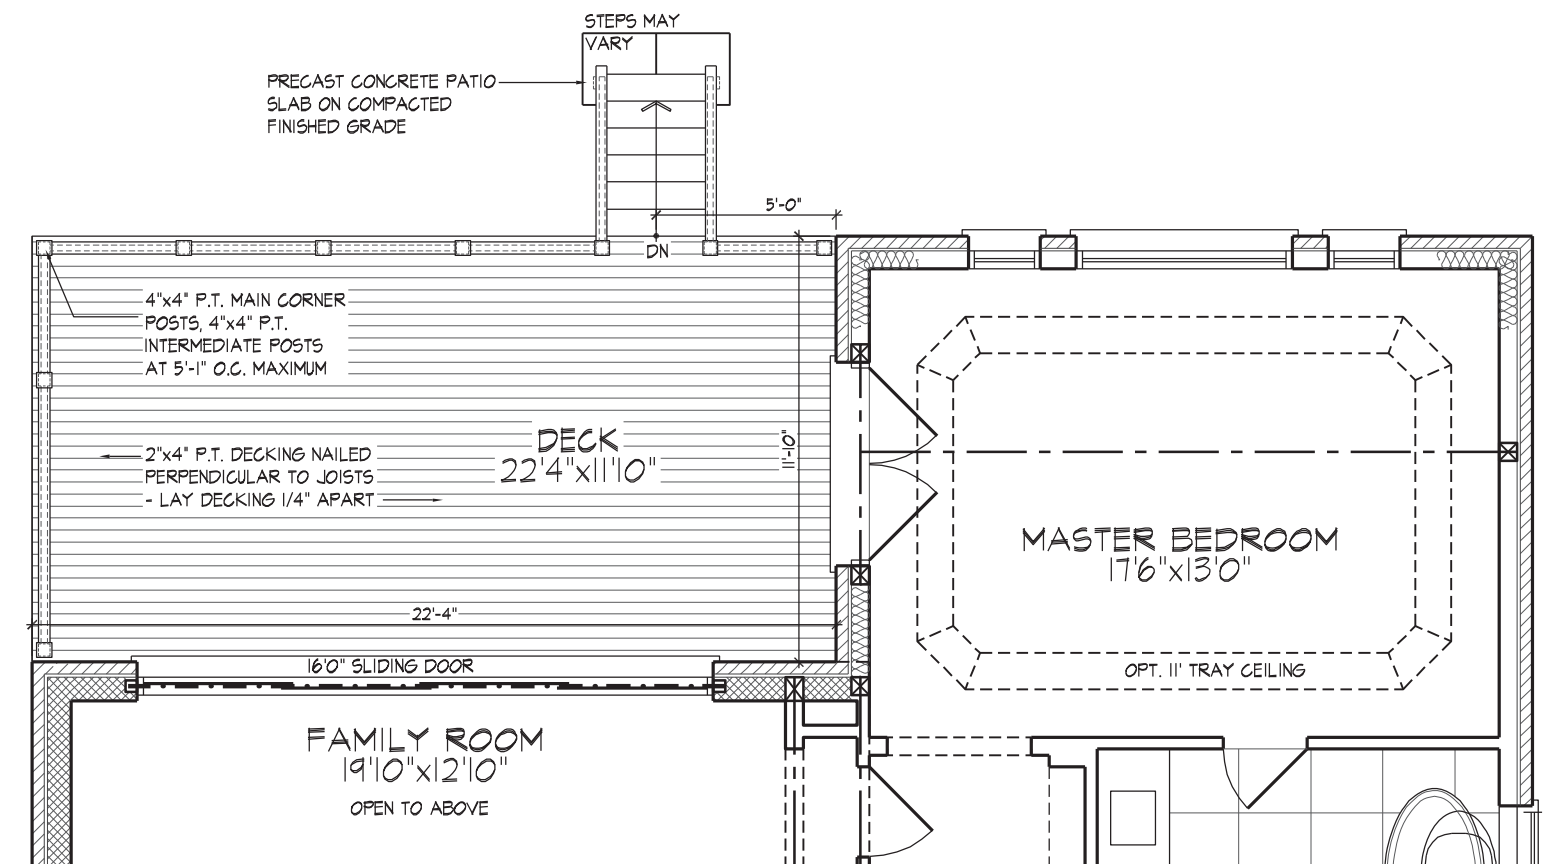 STEPS MAY
VARY
PRECAST CONCRETE PATIO
SLAB ON COMPACTED
FINISHED GRADE
5'-0"
DN
4"x4" P.T. MAIN CORNER
POSTS, 4"x4" P.T.
INTERMEDIATE POSTS
AT 5'-1" O.C. MAXIMUM
DECK
22'4"x11'10"
11'-10"
2"x4" P.T. DECKING NAILED
PERPENDICULAR TO JOISTS
- LAY DECKING 1/4" APART
MASTER BEDROOM
17'6"x13'0"
22'-4"
16'0" SLIDING DOOR
OPT. 11' TRAY CEILING
FAMILY ROOM
19'10"x12'10"
OPEN TO ABOVE